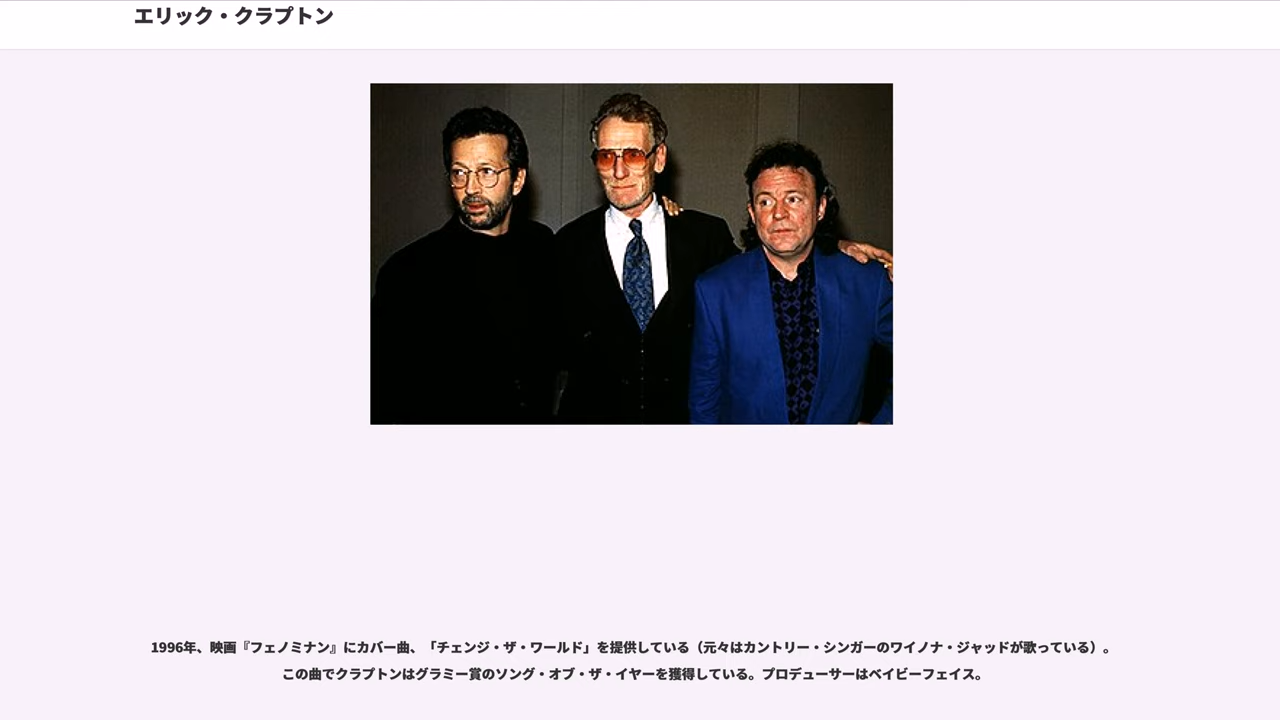 エリック・クラプトン
1996年、映画『フェノミナン』にカバー曲、「チェンジ・ザ・ワールド」を提供している（元々はカントリー・シンガーのワイノナ・ジャッドが歌っている）。
この曲でクラプトンはグラミー賞のソング・オブ・ザ・イヤーを獲得している。プロデューサーはベイビーフェイス。